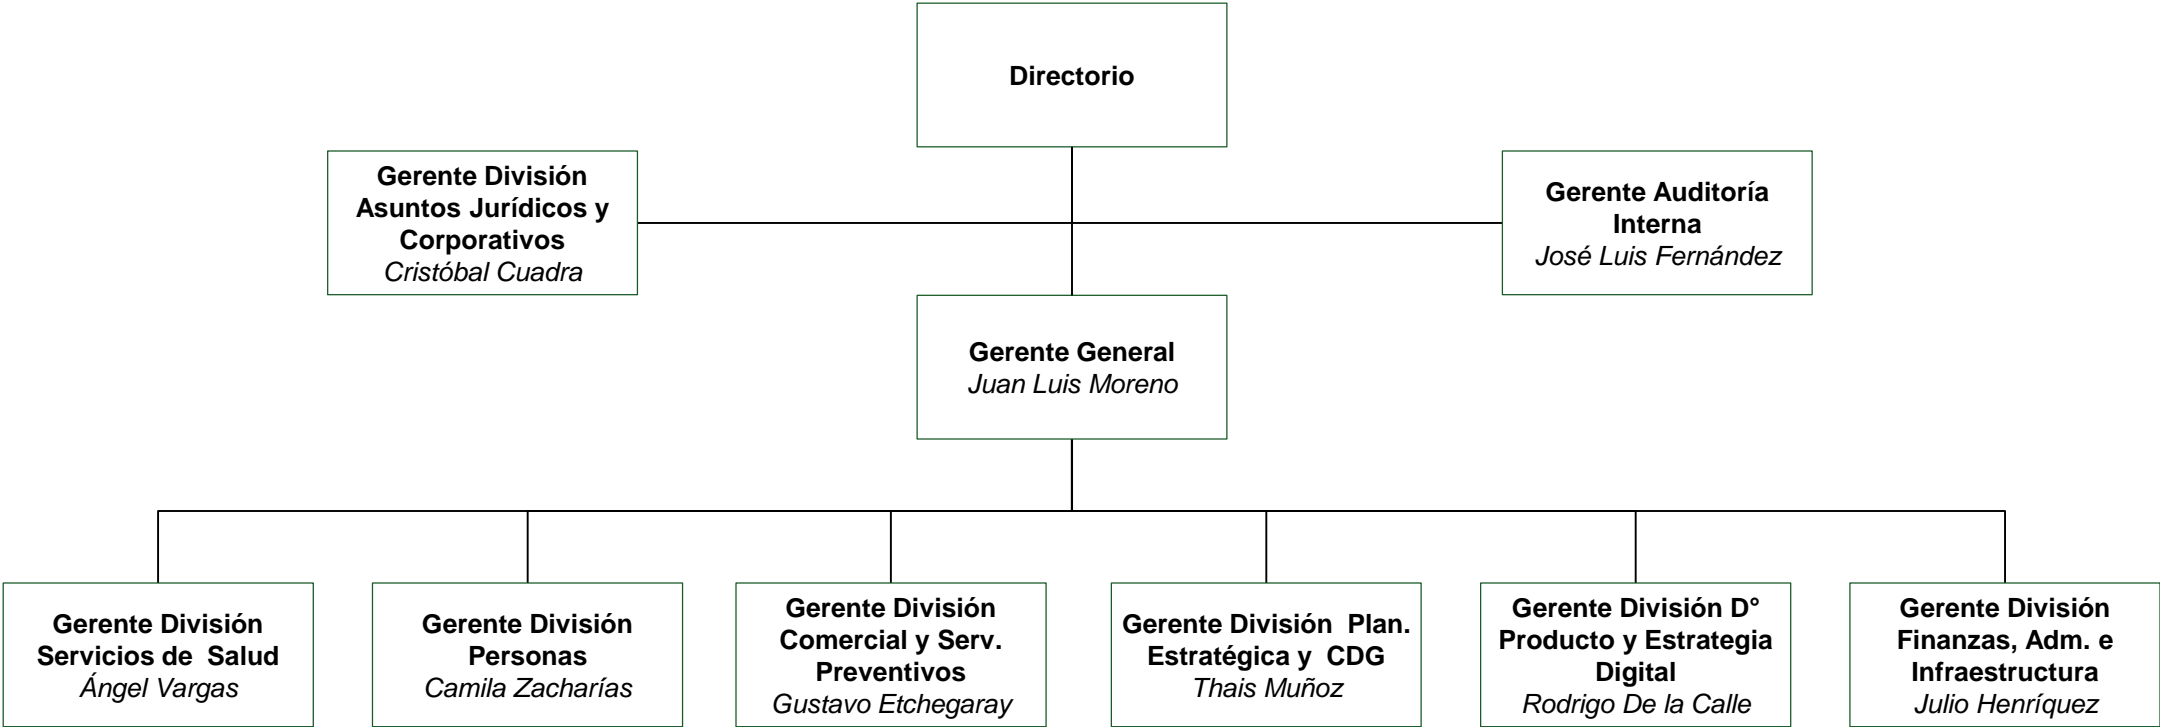 Directorio
Gerente División
Asuntos Jurídicos y
Corporativos
Cristóbal Cuadra
Gerente Auditoría
Interna
José Luis Fernández
Gerente General
Juan Luis Moreno
Gerente División
Servicios de  Salud
Ángel Vargas
Gerente División
Personas
Camila Zacharías
Gerente División
Comercial y Serv.
Preventivos
Gustavo Etchegaray
Gerente División  Plan.
Estratégica y  CDG
Thais Muñoz
Gerente División D°
Producto y Estrategia
Digital
Rodrigo De la Calle
Gerente División
Finanzas, Adm. e
Infraestructura
Julio Henríquez